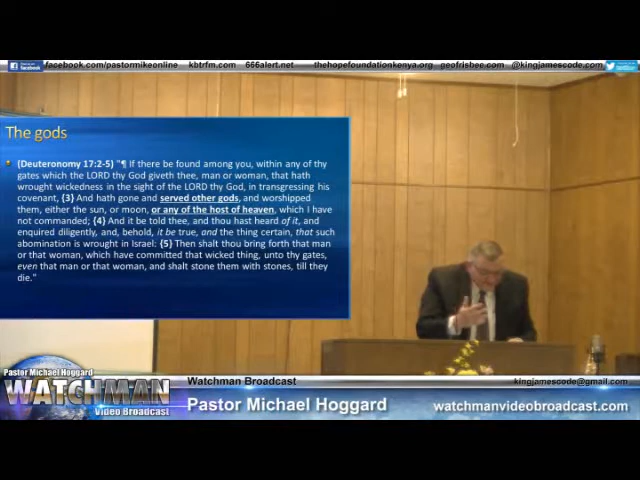 facebook.com/pastormikeonline kbtrfm.com 666alert.net thehopefoundationkenya.org geofrisbee.com @kingjamescode.com
The gods
(Deuteronomy 17:2-5) "¶ If there be found among you, within any of thy
gates which the LORD thy God giveth thee, man or woman, that hath
wrought wickedness in the sight of the LORD thy God, in transgressing his
covenant, (3) And hath gone and served other gods, and worshipped
them, either the sun, or moon, or any of the host of heaven, which I have
not commanded; (4) And it be told thee, and thou hast heard of it, and
enquired diligently, and, behold, it be true, and the thing certain, that such
abomination is wrought in Israel: (5) Then shalt thou bring forth that man
or that woman, which have committed that wicked thing, unto thy gates,
even that man or that woman, and shalt stone them with stones, till they
die."
Pastor Michael Hoggard
WATCHMAN
Video Broadcast
Watchman Broadcast kingjamescode@gmail.com
Pastor Michael Hoggard watchmanvideobroadcast.com